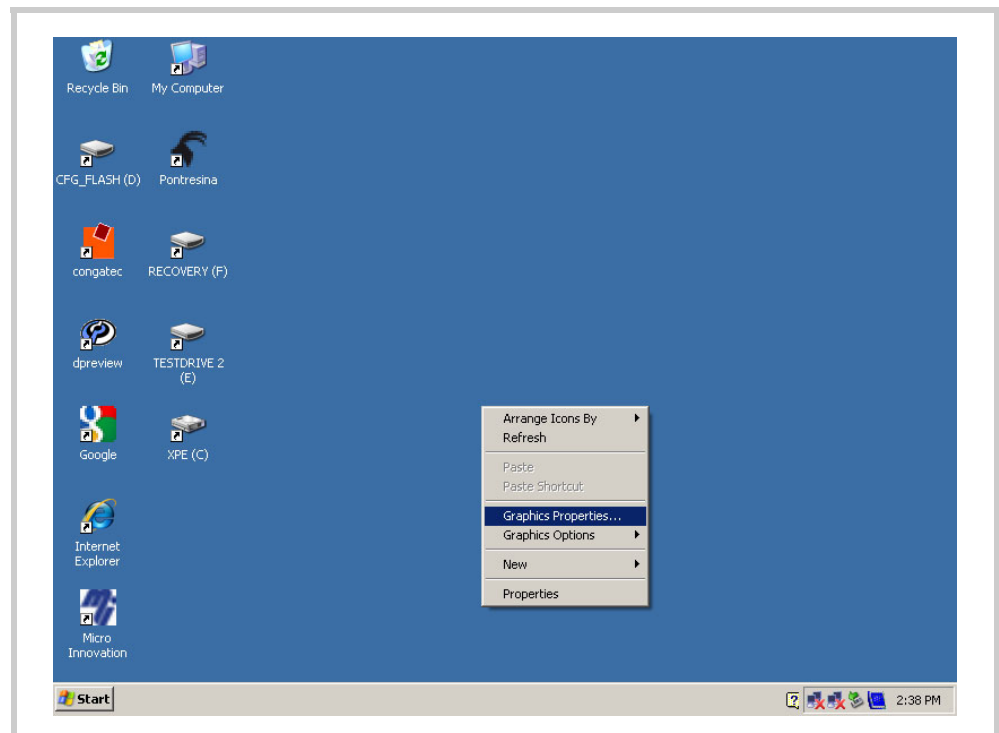 Recycle Bin
My Computer
CFG_FLASH (D)
Pontresina
congatec
RECOVERY (F)
dpreview
TESTDRIVE 2
(E)
Google
XPE (C)
Internet
Explorer
Micro
Innovation
Arrange Icons By
Refresh
Paste
Paste Shortcut
Graphics Properties...
Graphics Options
New
Properties
Start
2:38 PM